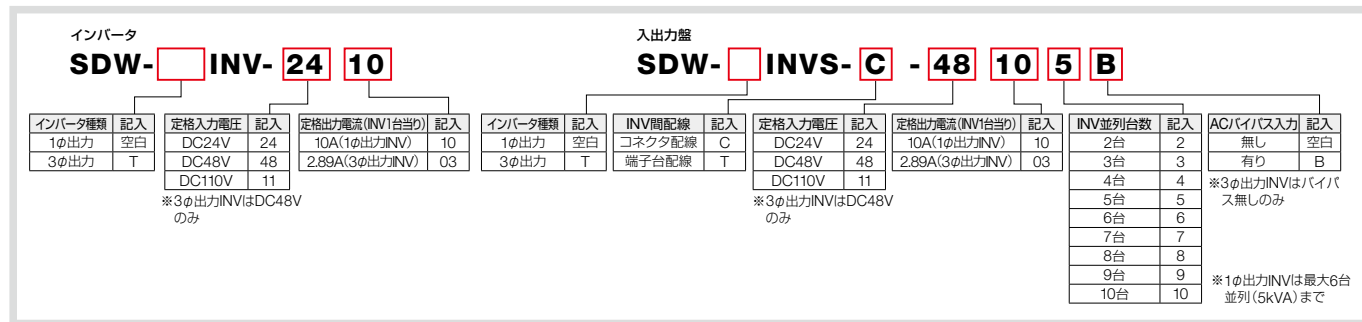 インバータ
SDW- INV- 24 10
インバータ種類 記入
1φ出力 空白
3φ出力 T
定格入力電圧 記入
DC24V 24
DC48V 48
DC110V 11
※3φ出力INVはDC48V
のみ
定格出力電流(INV1台当り) 記入
10A(1φ出力INV) 10
2.89A(3φ出力INV) 03
入出力盤
SDW- INVS- C - 48 10 5 B
インバータ種類 記入
1φ出力 空白
3φ出力 T
INV間配線 記入
コネクタ配線 C
端子台配線 T
定格入力電圧 記入
DC24V 24
DC48V 48
DC110V 11
※3φ出力INVはDC48V
のみ
定格出力電流(INV1台当り) 記入
10A(1φ出力INV) 10
2.89A(3φ出力INV) 03
INV並列台数 記入
2台 2
3台 3
4台 4
5台 5
6台 6
7台 7
8台 8
9台 9
10台 10
ACバイパス入力 記入
無し 空白
有り B
※3φ出力INVはバイパ
ス無しのみ
※1φ出力INVは最大6台
並列(5kVA)まで